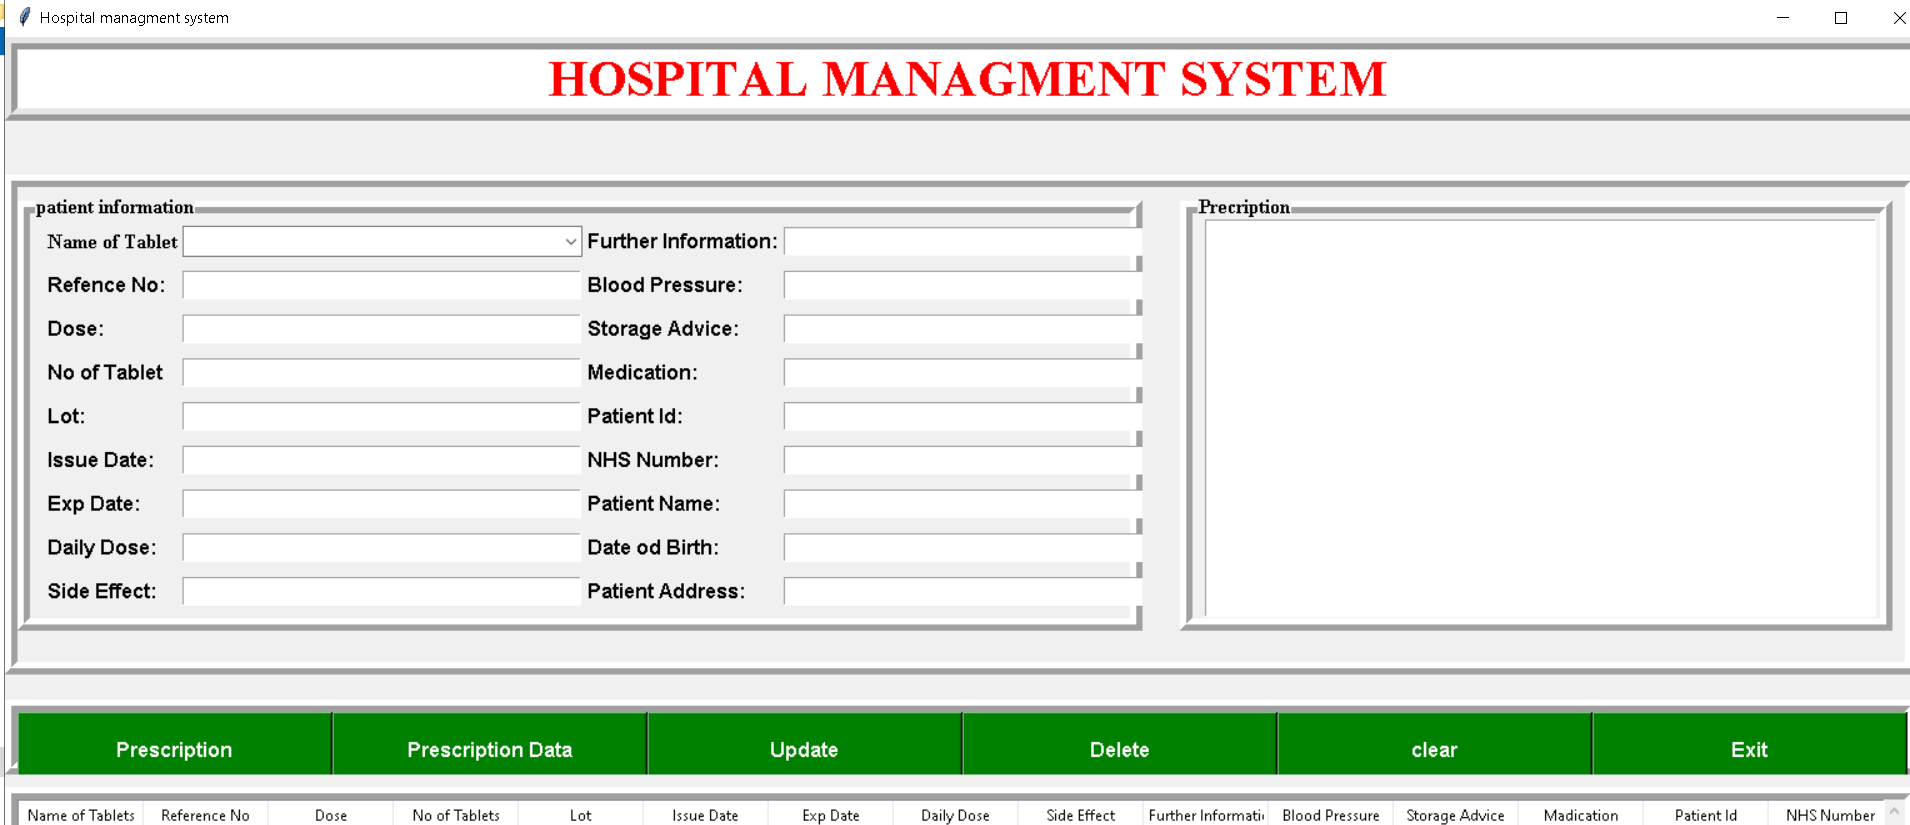 Hospital managment system
HOSPITAL MANAGMENT SYSTEM
patient information
Name of Tablet
Further Information:
Refence No:
Blood Pressure:
Dose:
Storage Advice:
No of Tablet
Medication:
Lot:
Patient Id:
Issue Date:
NHS Number:
Exp Date:
Patient Name:
Daily Dose:
Date od Birth:
Side Effect:
Patient Address:
Precription
Prescription Prescription Data Update Delete clear Exit
Name of Tablets Reference No Dose No of Tablets Lot Issue Date Exp Date Daily Dose Side Effect Further Informati Blood Pressure Storage Advice Madication Patient Id NHS Number